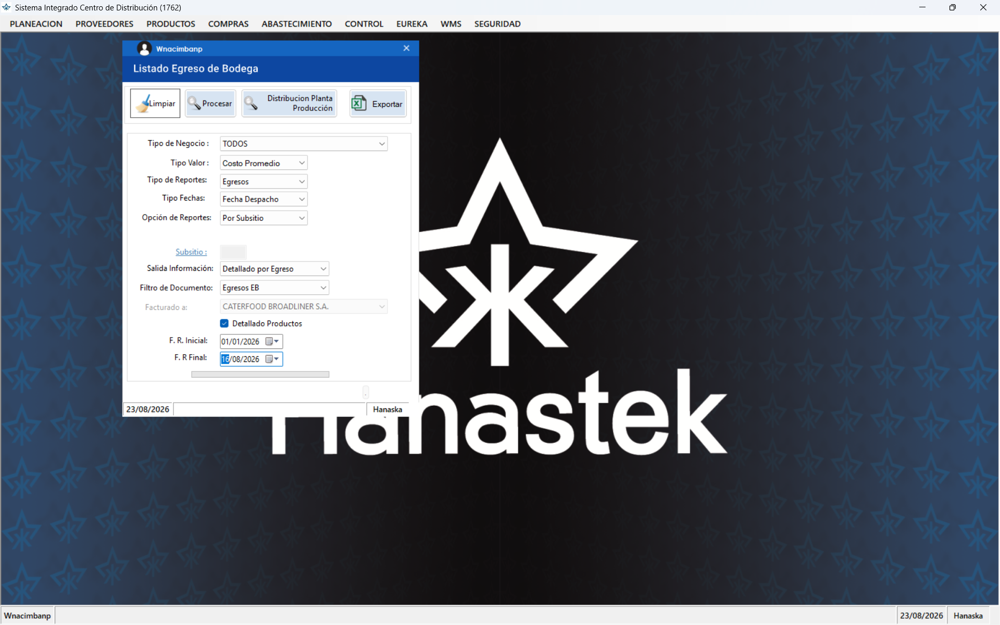 Sistema Integrado Centro de Distribución (1762)
PLANEACION PROVEEDORES PRODUCTOS COMPRAS ABASTECIMIENTO CONTROL EUREKA WMS SEGURIDAD
Wnacimbanp
Listado Egreso de Bodega
Limpiar
Procesar
Distribucion Planta
Producción
Exportar
Tipo de Negocio : TODOS
Tipo Valor : Costo Promedio
Tipo de Reportes: Egresos
Tipo Fechas: Fecha Despacho
Opción de Reportes: Por Subsitio
Subsitio :
Salida Información: Detallado por Egreso
Filtro de Documento: Egresos EB
Facturado a: CATERFOOD BROADLINER S.A.
Detallado Productos
F. R. Inicial: 01/01/2026
F. R Final: 16/08/2026
.
23/08/2026 Hanaska
Hanastek
Wnacimbanp 23/08/2026 Hanaska